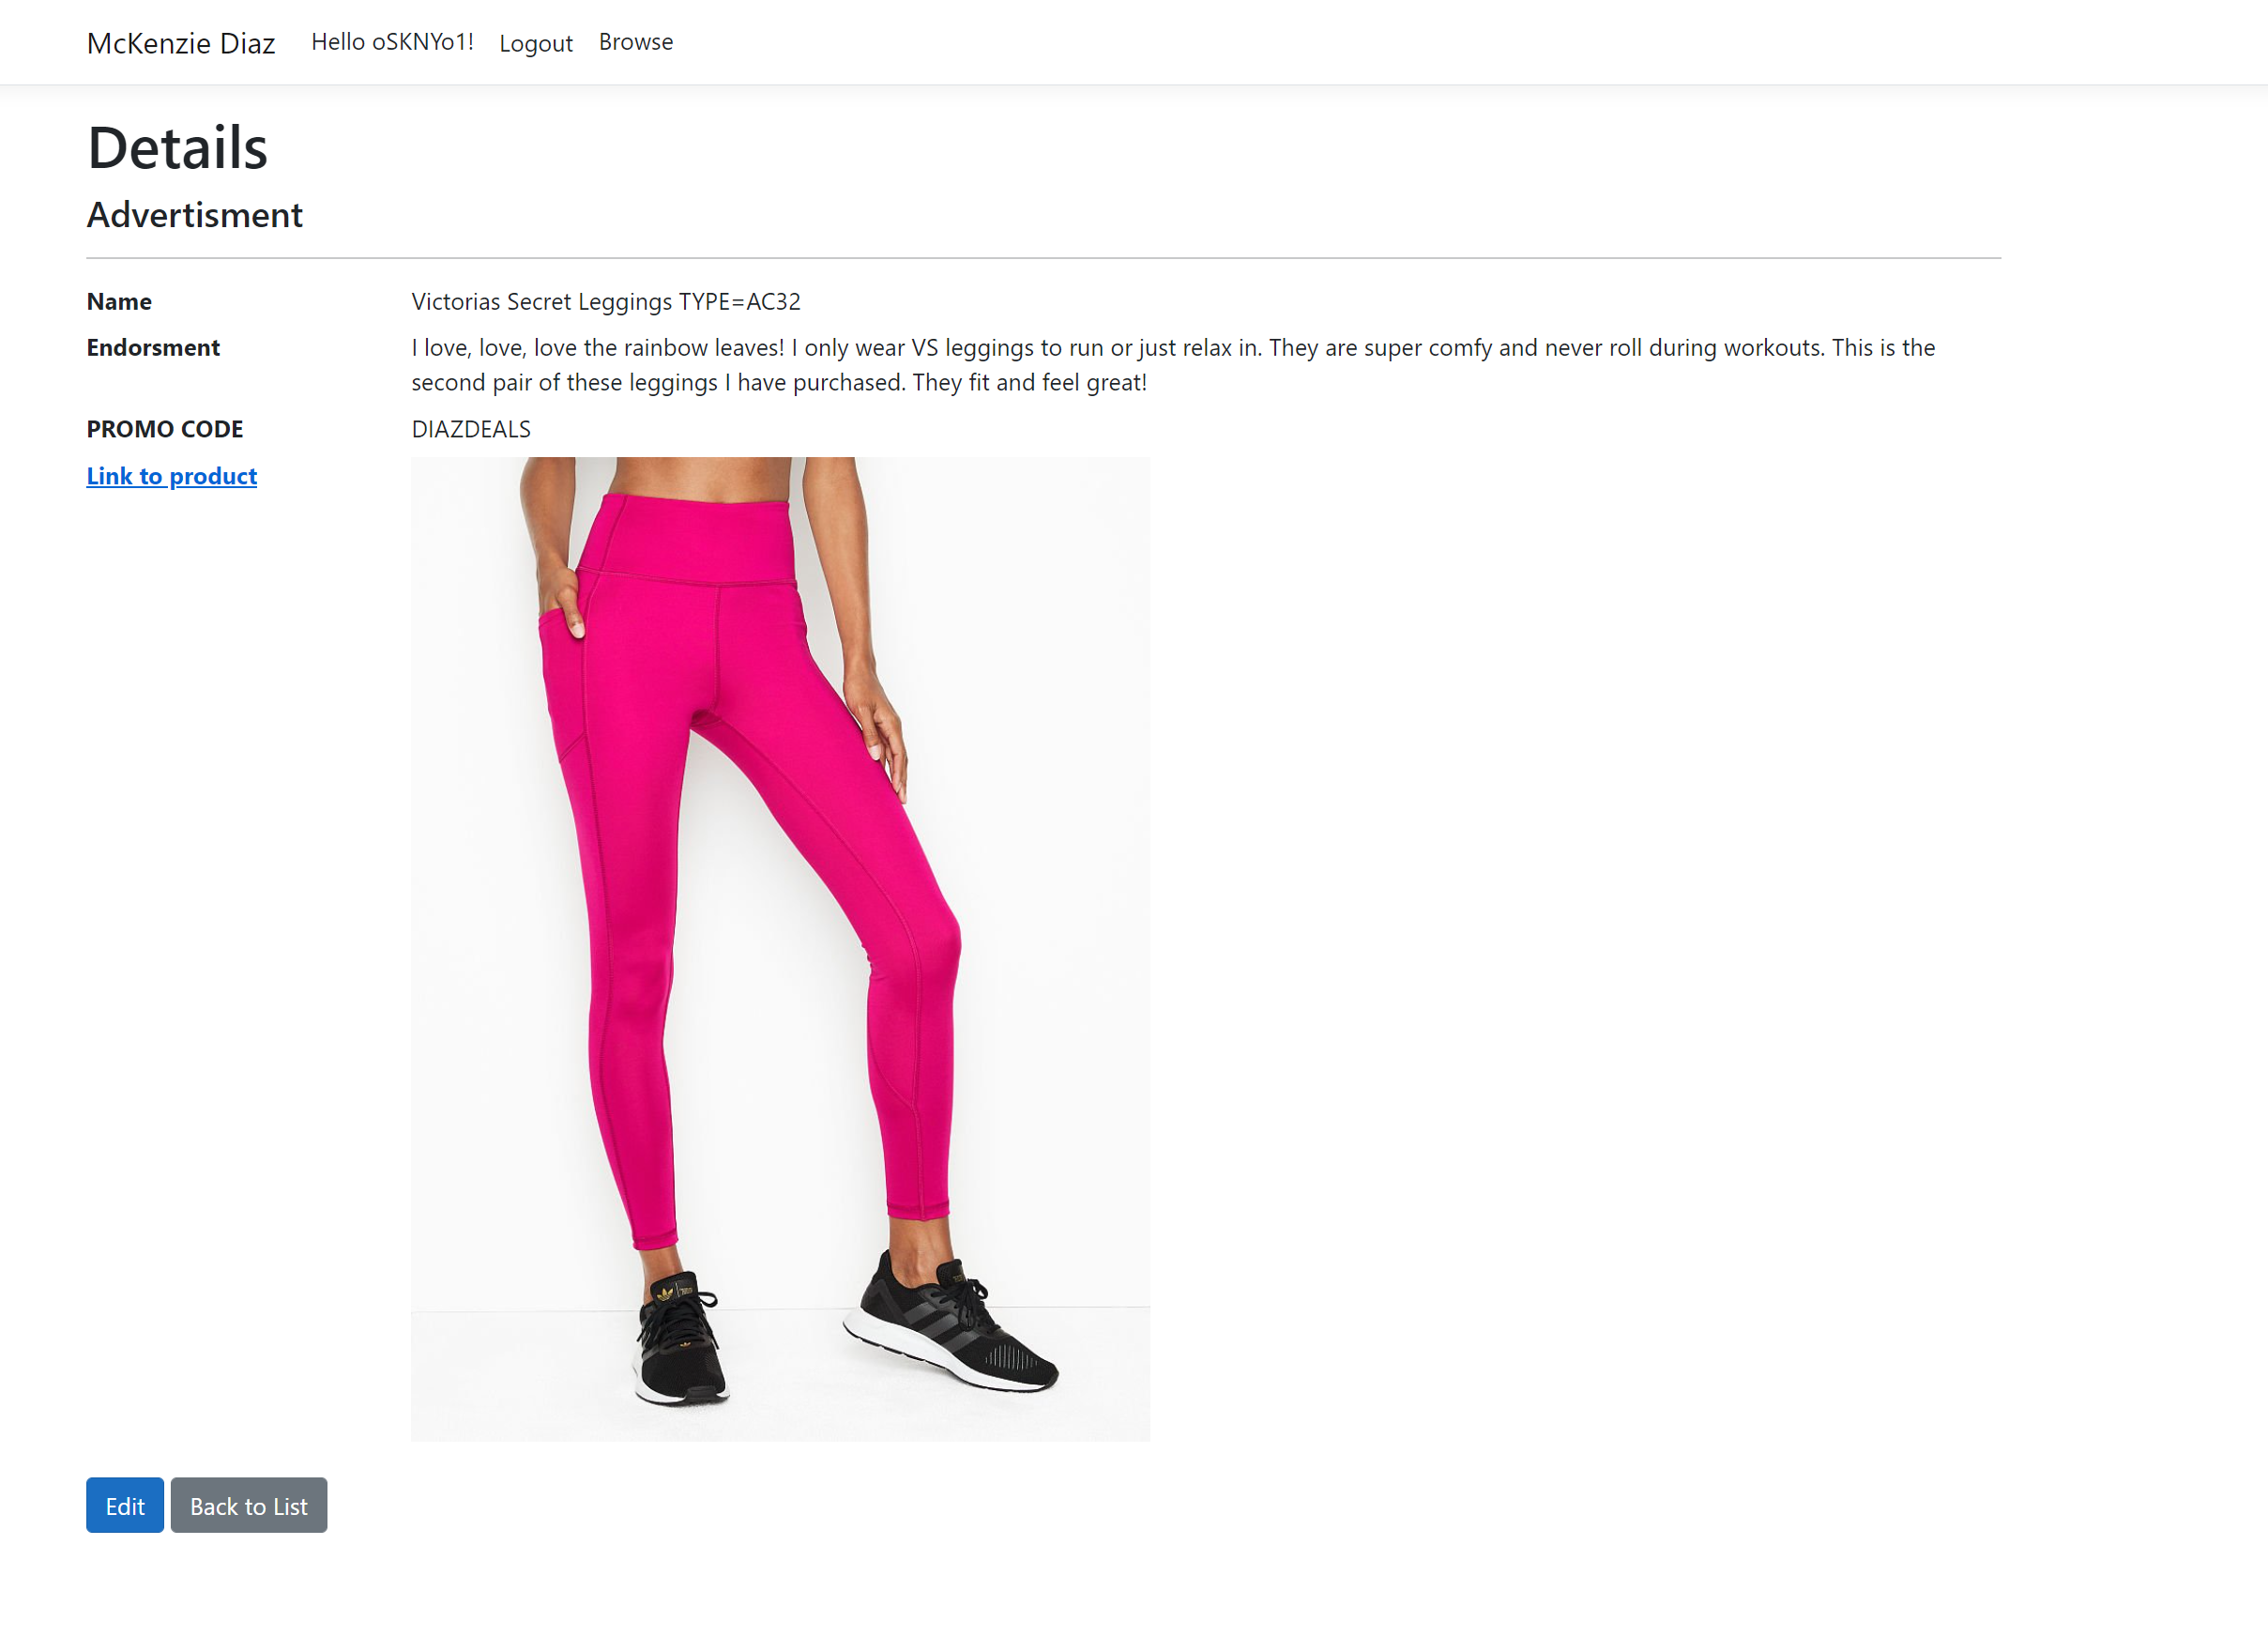 McKenzie Diaz Hello oSKNYo1! Logout Browse
Details
Advertisment
Name Victorias Secret Leggings TYPE=AC32
Endorsment I love, love, love the rainbow leaves! I only wear VS leggings to run or just relax in. They are super comfy and never roll during workouts. This is the
second pair of these leggings I have purchased. They fit and feel great!
PROMO CODE DIAZDEALS
Link to product
Edit Back to List